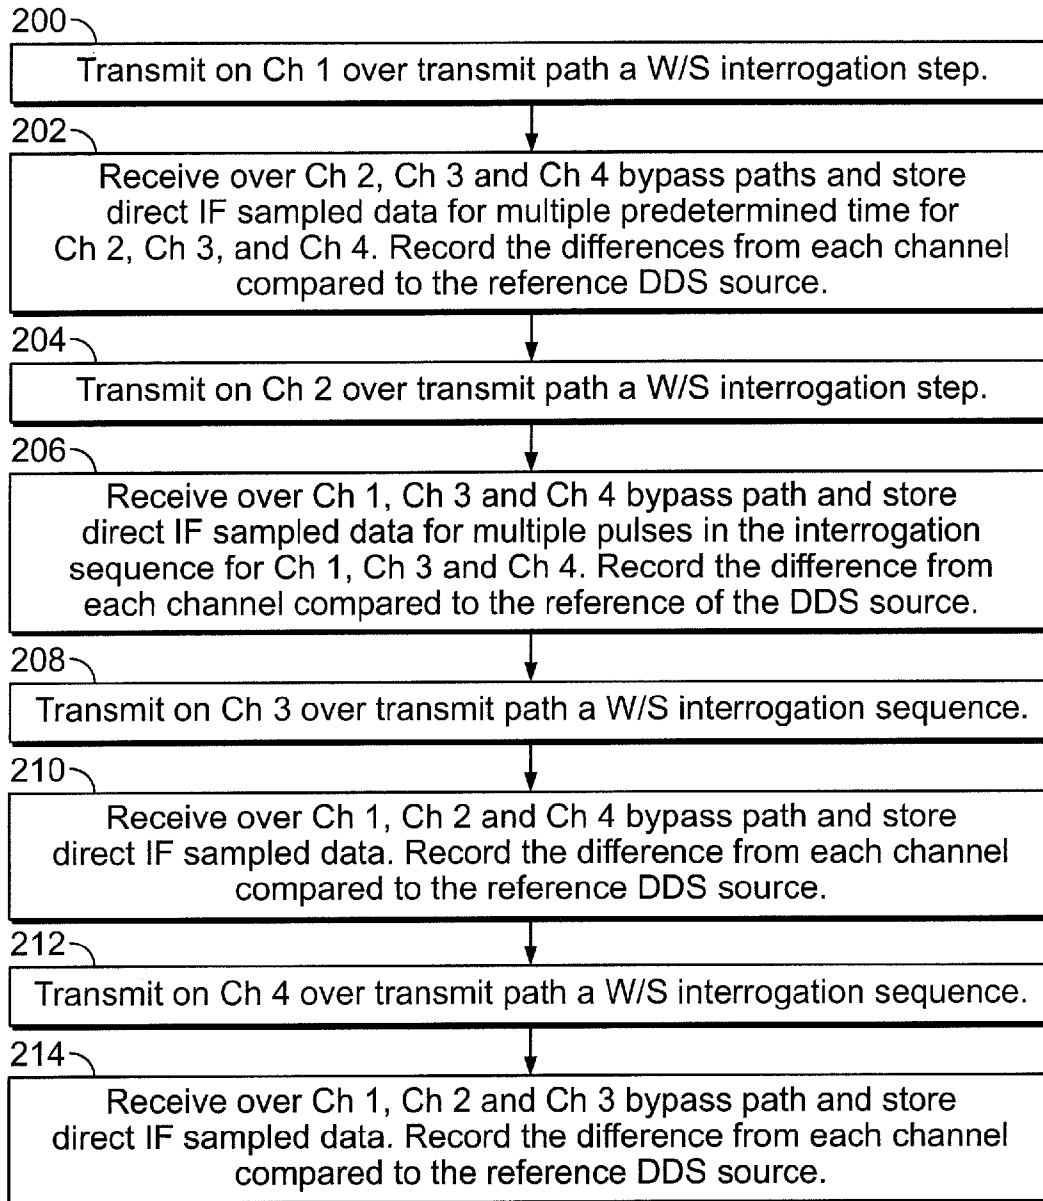 200
Transmit on Ch 1 over transmit path a W/S interrogation step.
202
Receive over Ch 2, Ch 3 and Ch 4 bypass paths and store
direct IF sampled data for multiple predetermined time for
Ch 2, Ch 3, and Ch 4. Record the differences from each channel
compared to the reference DDS source.
204
Transmit on Ch 2 over transmit path a W/S interrogation step.
206
Receive over Ch 1, Ch 3 and Ch 4 bypass path and store
direct IF sampled data for multiple pulses in the interrogation
sequence for Ch 1, Ch 3 and Ch 4. Record the difference from
each channel compared to the reference of the DDS source.
208
Transmit on Ch 3 over transmit path a W/S interrogation sequence.
210
Receive over Ch 1, Ch 2 and Ch 4 bypass path and store
direct IF sampled data. Record the difference from each channel
compared to the reference DDS source.
212
Transmit on Ch 4 over transmit path a W/S interrogation sequence.
214
Receive over Ch 1, Ch 2 and Ch 3 bypass path and store
direct IF sampled data. Record the difference from each channel
compared to the reference DDS source.